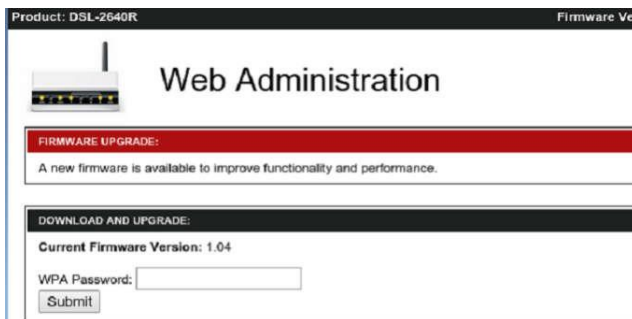 Product: DSL-2640R
Firmware Ve
Web Administration
FIRMWARE UPGRADE:
A new firmware is available to improve functionality and performance.
DOWNLOAD AND UPGRADE:
Current Firmware Version: 1.04
WPA Password:
Submit